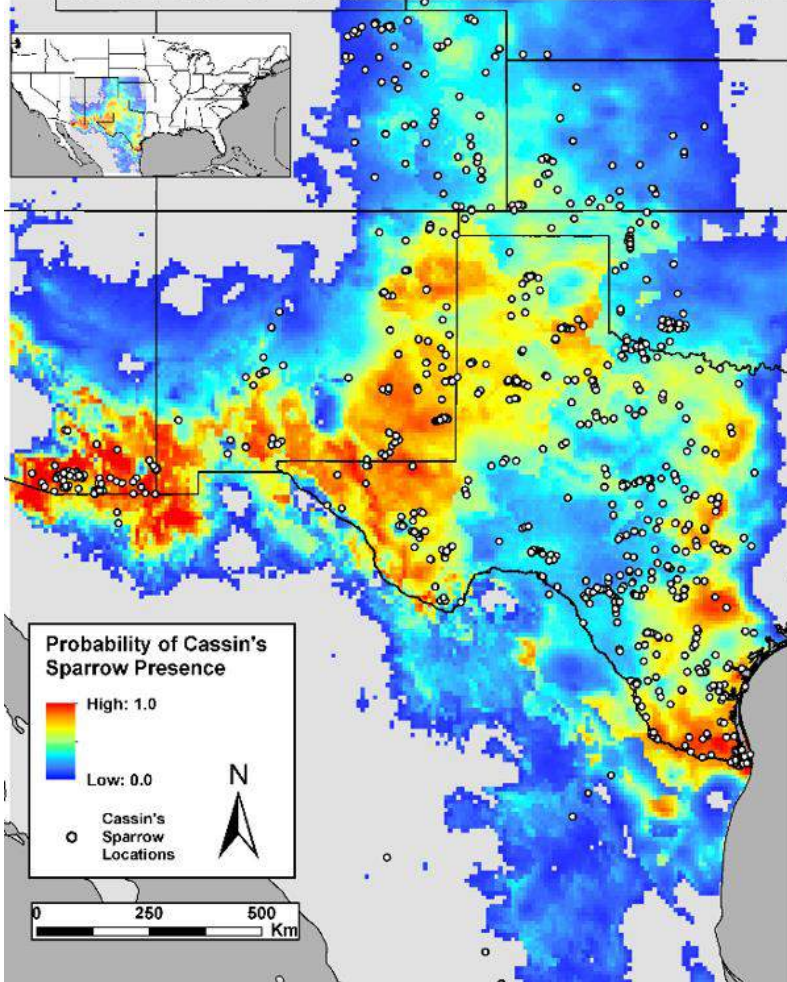 Probability of Cassin's
Sparrow Presence
High: 1.0
Low: 0.0
Cassin's
Sparrow
Locations
N
0 250 500
Km